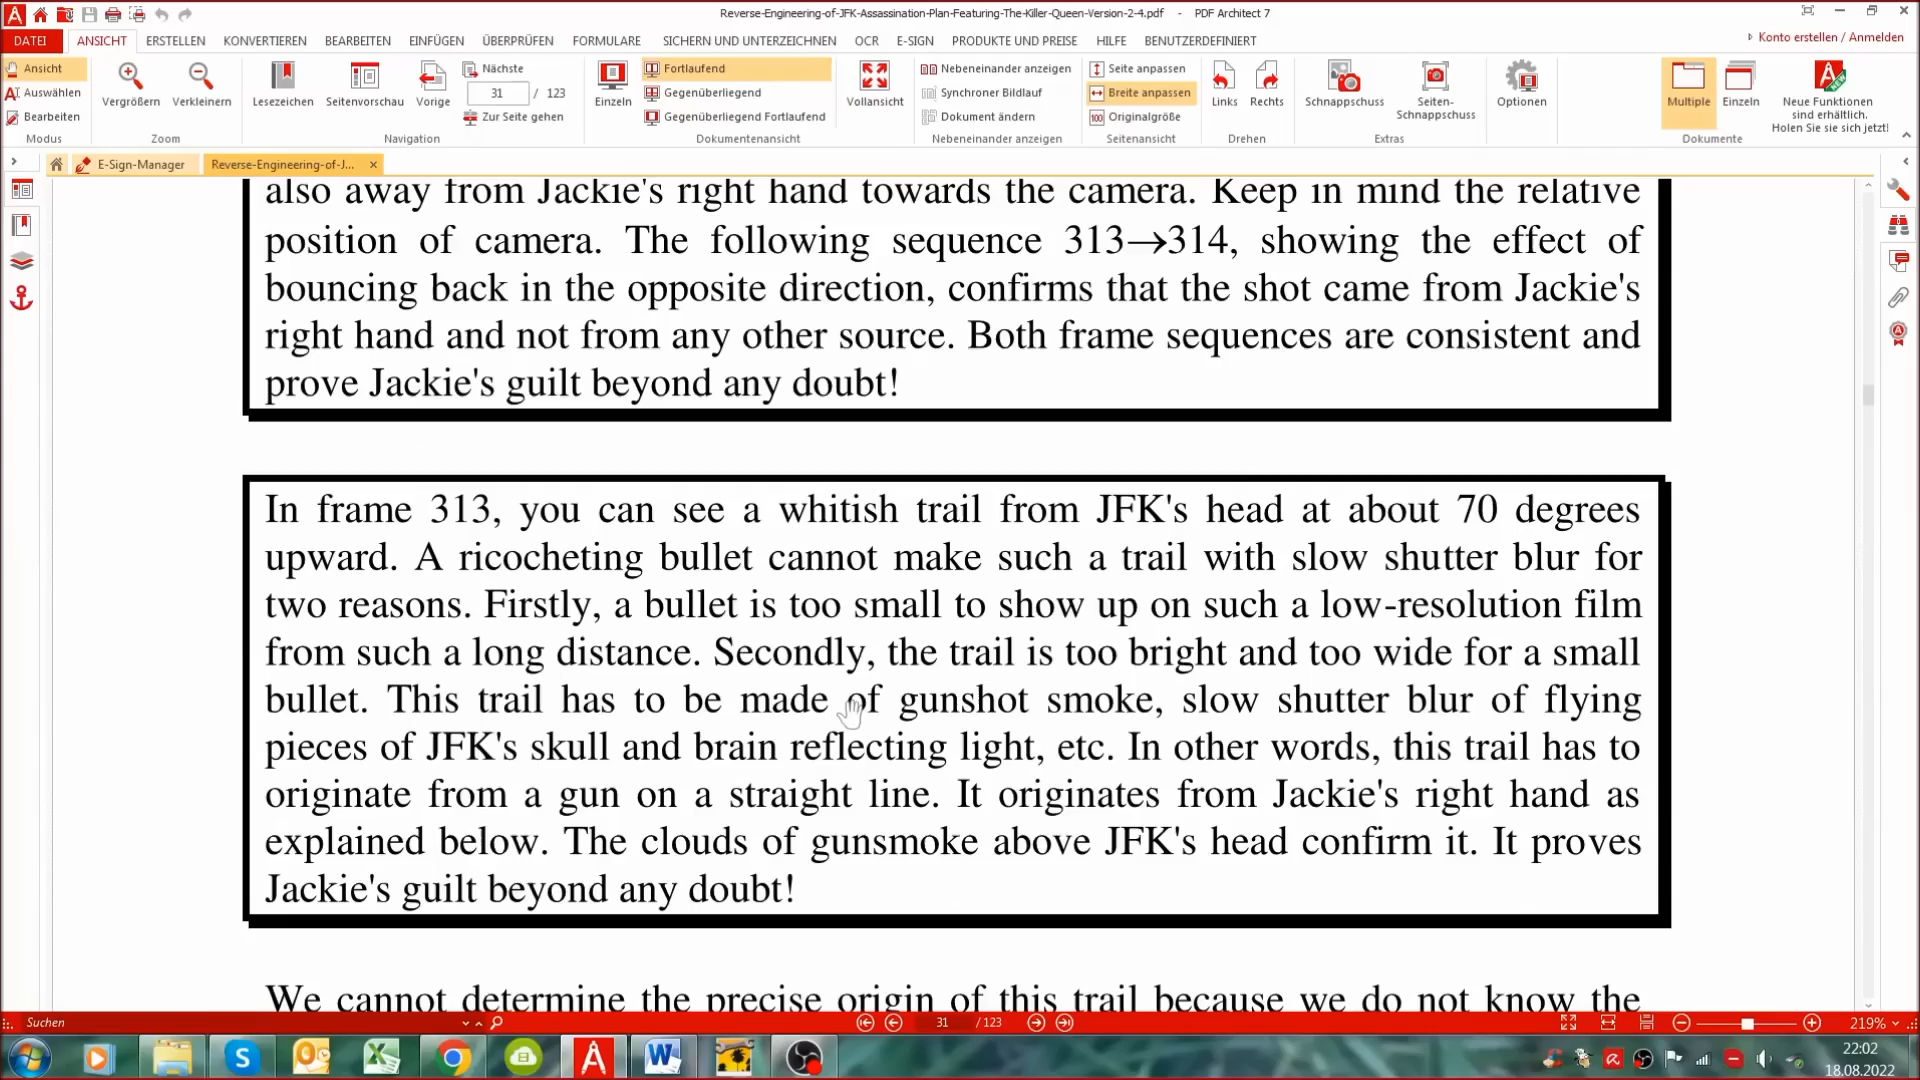 Reverse-Engineering-of-JFK-Assassination-Plan-Featuring-The-Killer-Queen-Version-2-4.pdf - PDF Architect 7
DATEI ANSICHT ERSTELLEN KONVERTIEREN BEARBEITEN EINFÜGEN ÜBERPRÜFEN FORMULARE SICHERN UND UNTERZEICHNEN OCR E-SIGN PRODUKTE UND PREISE HILFE BENUTZERDEFINIERT Konto erstellen / Anmelden
Ansicht
Auswählen
Bearbeiten
Modus
Vergrößern Verkleinern
Zoom
Lesezeichen Seitenvorschau Vorige
Nächste
31 / 123
Zur Seite gehen
Navigation
Einzeln
Fortlaufend
Gegenüberliegend
Gegenüberliegend Fortlaufend
Dokumentenansicht
Vollansicht
Nebeneinander anzeigen
Synchroner Bildlauf
Dokument ändern
Nebeneinander anzeigen
Seite anpassen
Breite anpassen
100 Originalgröße
Seitenansicht
Links Rechts
Drehen
Schnappschuss
Seiten-
Schnappschuss
Extras
Optionen
Multiple Einzeln
Neue Funktionen
sind erhältlich.
Holen Sie sie sich jetzt!
Dokumente
E-Sign-Manager Reverse-Engineering-of-J...
also away from Jackie's right hand towards the camera. Keep in mind the relative
position of camera. The following sequence 313→314, showing the effect of
bouncing back in the opposite direction, confirms that the shot came from Jackie's
right hand and not from any other source. Both frame sequences are consistent and
prove Jackie's guilt beyond any doubt!
In frame 313, you can see a whitish trail from JFK's head at about 70 degrees
upward. A ricocheting bullet cannot make such a trail with slow shutter blur for
two reasons. Firstly, a bullet is too small to show up on such a low-resolution film
from such a long distance. Secondly, the trail is too bright and too wide for a small
bullet. This trail has to be made of gunshot smoke, slow shutter blur of flying
pieces of JFK's skull and brain reflecting light, etc. In other words, this trail has to
originate from a gun on a straight line. It originates from Jackie's right hand as
explained below. The clouds of gunsmoke above JFK's head confirm it. It proves
Jackie's guilt beyond any doubt!
We cannot determine the precise origin of this trail because we do not know the
Suchen 31 / 123 219%
22:02
18.08.2022